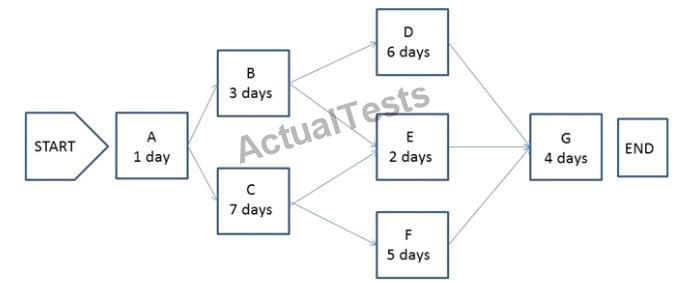 START
A
1 day
B
3 days
C
7 days
D
6 days
E
2 days
F
5 days
G
4 days
END
ActualTests